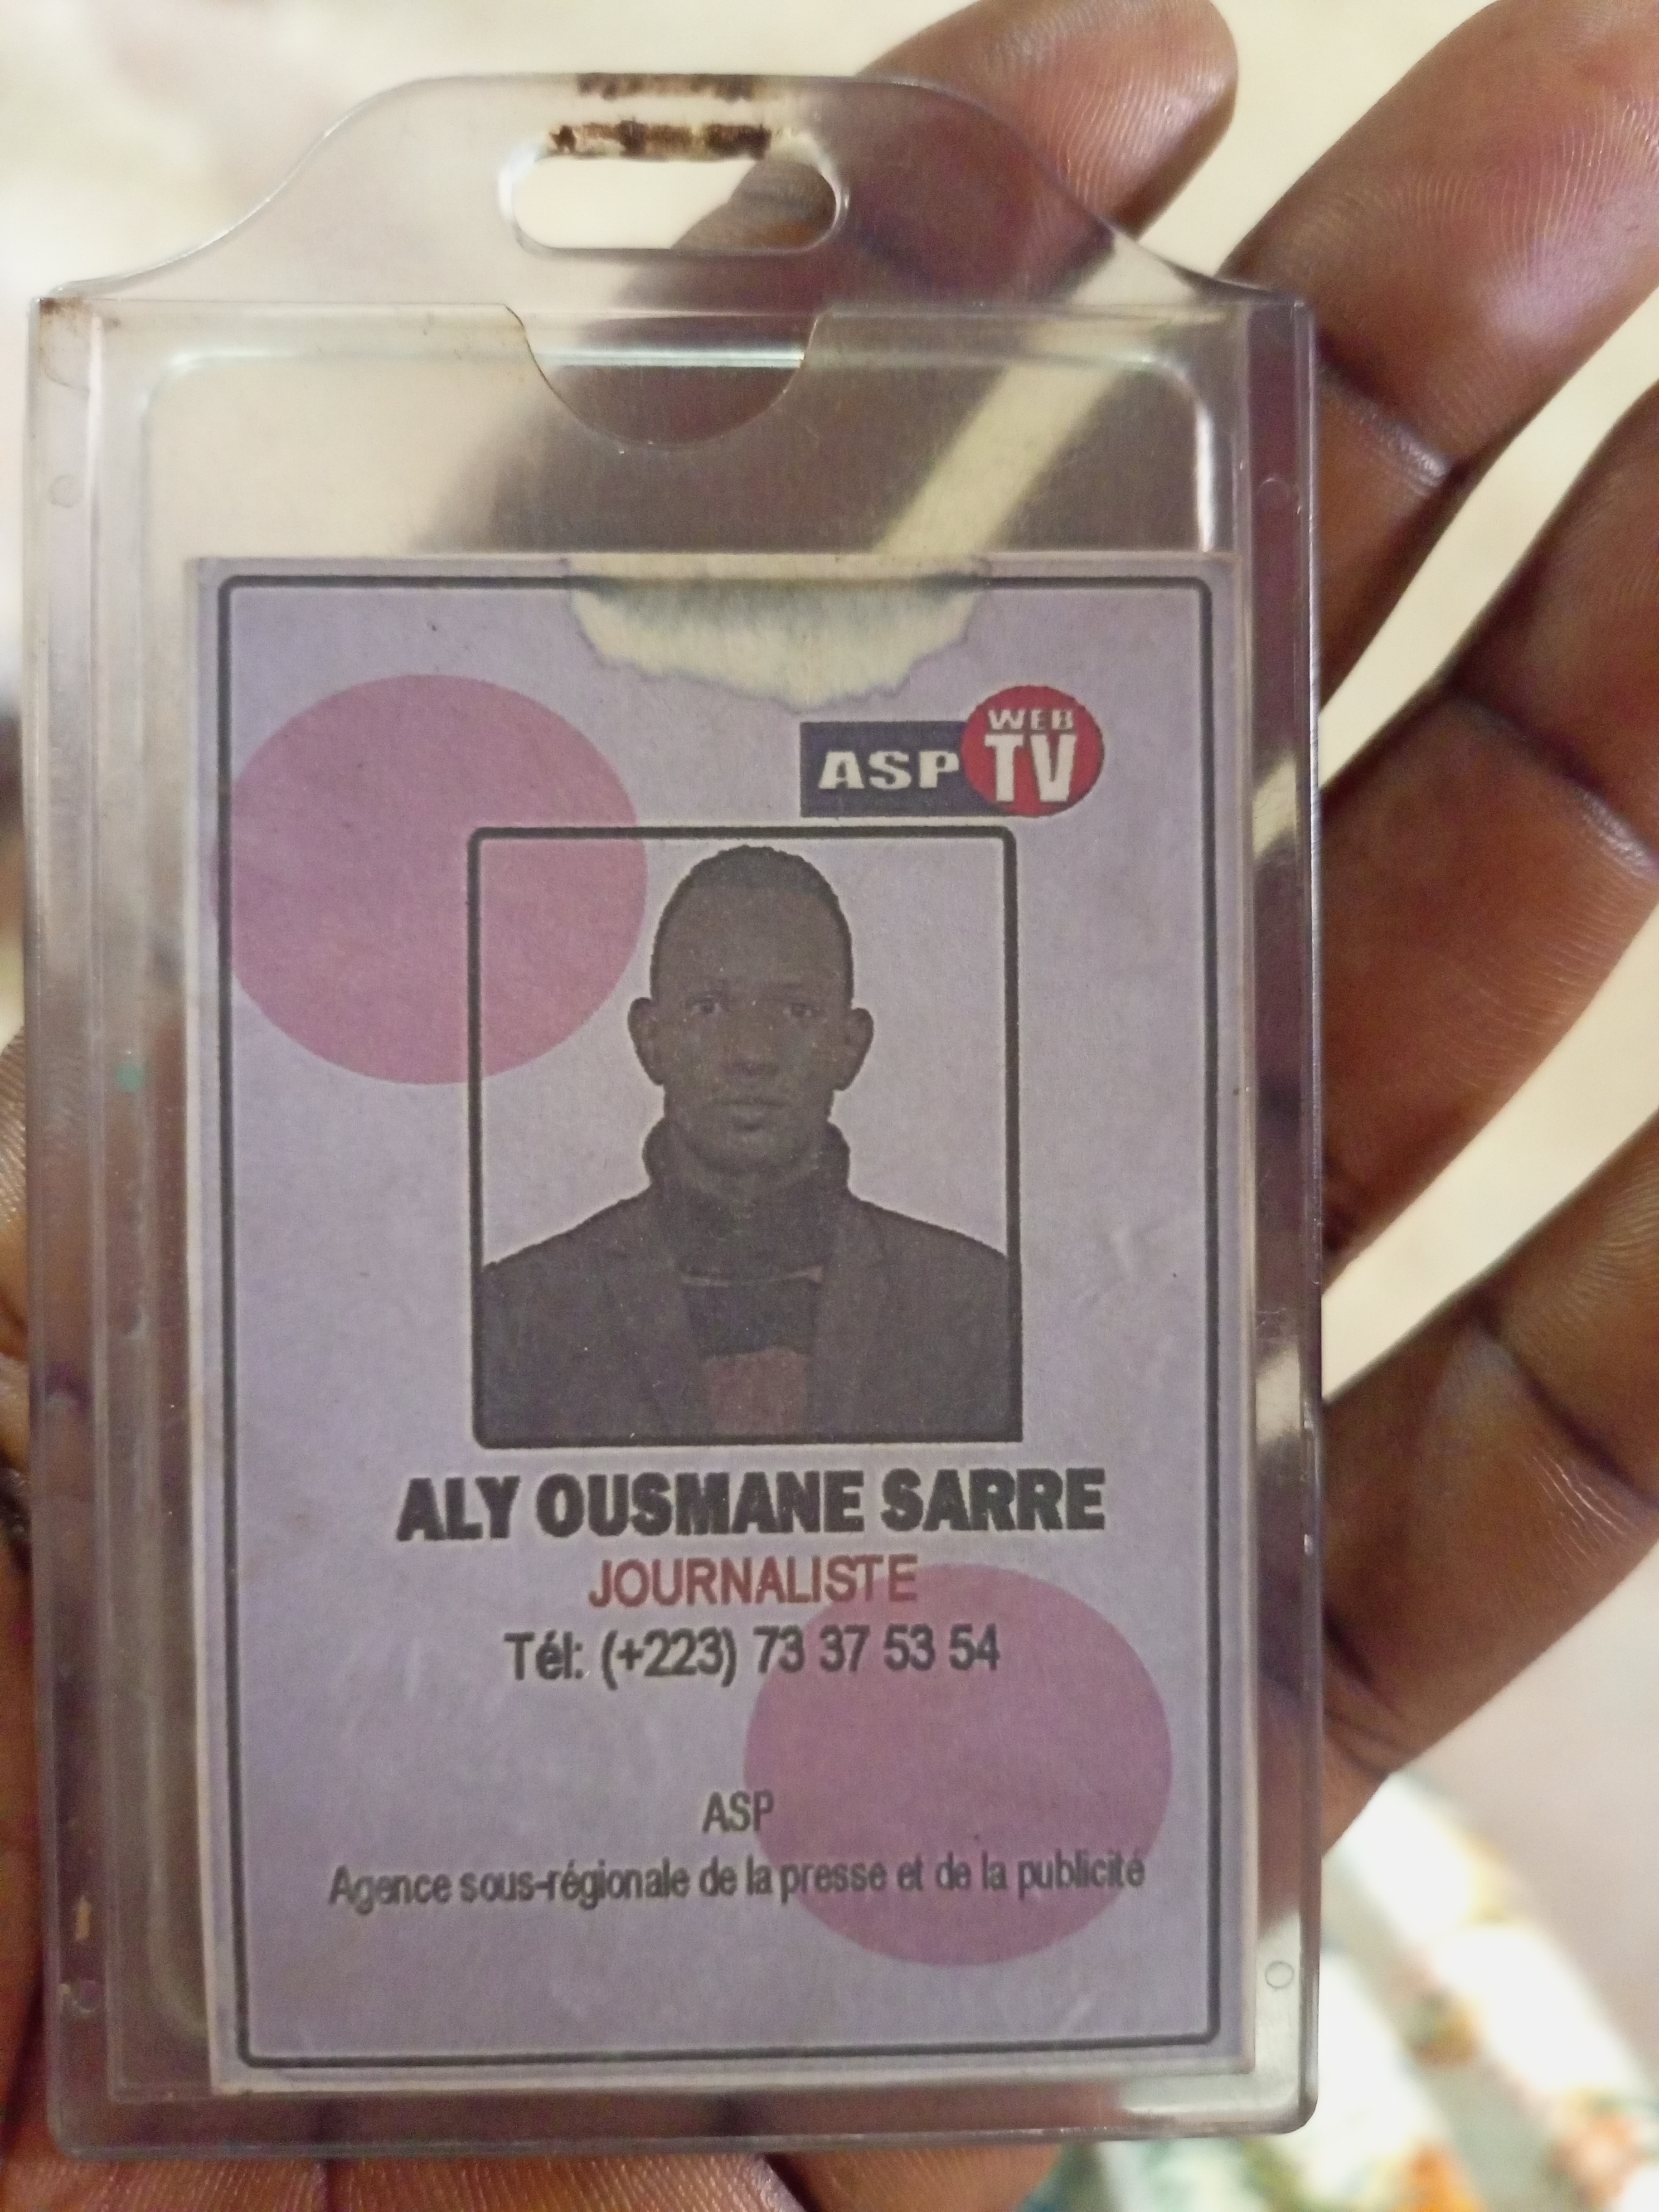 ASP WEB TV
ALY OUSMANE SARRE
JOURNALISTE
Tél: (+223) 73 37 53 54
ASP
Agence sous-régionale de la presse et de la publicité